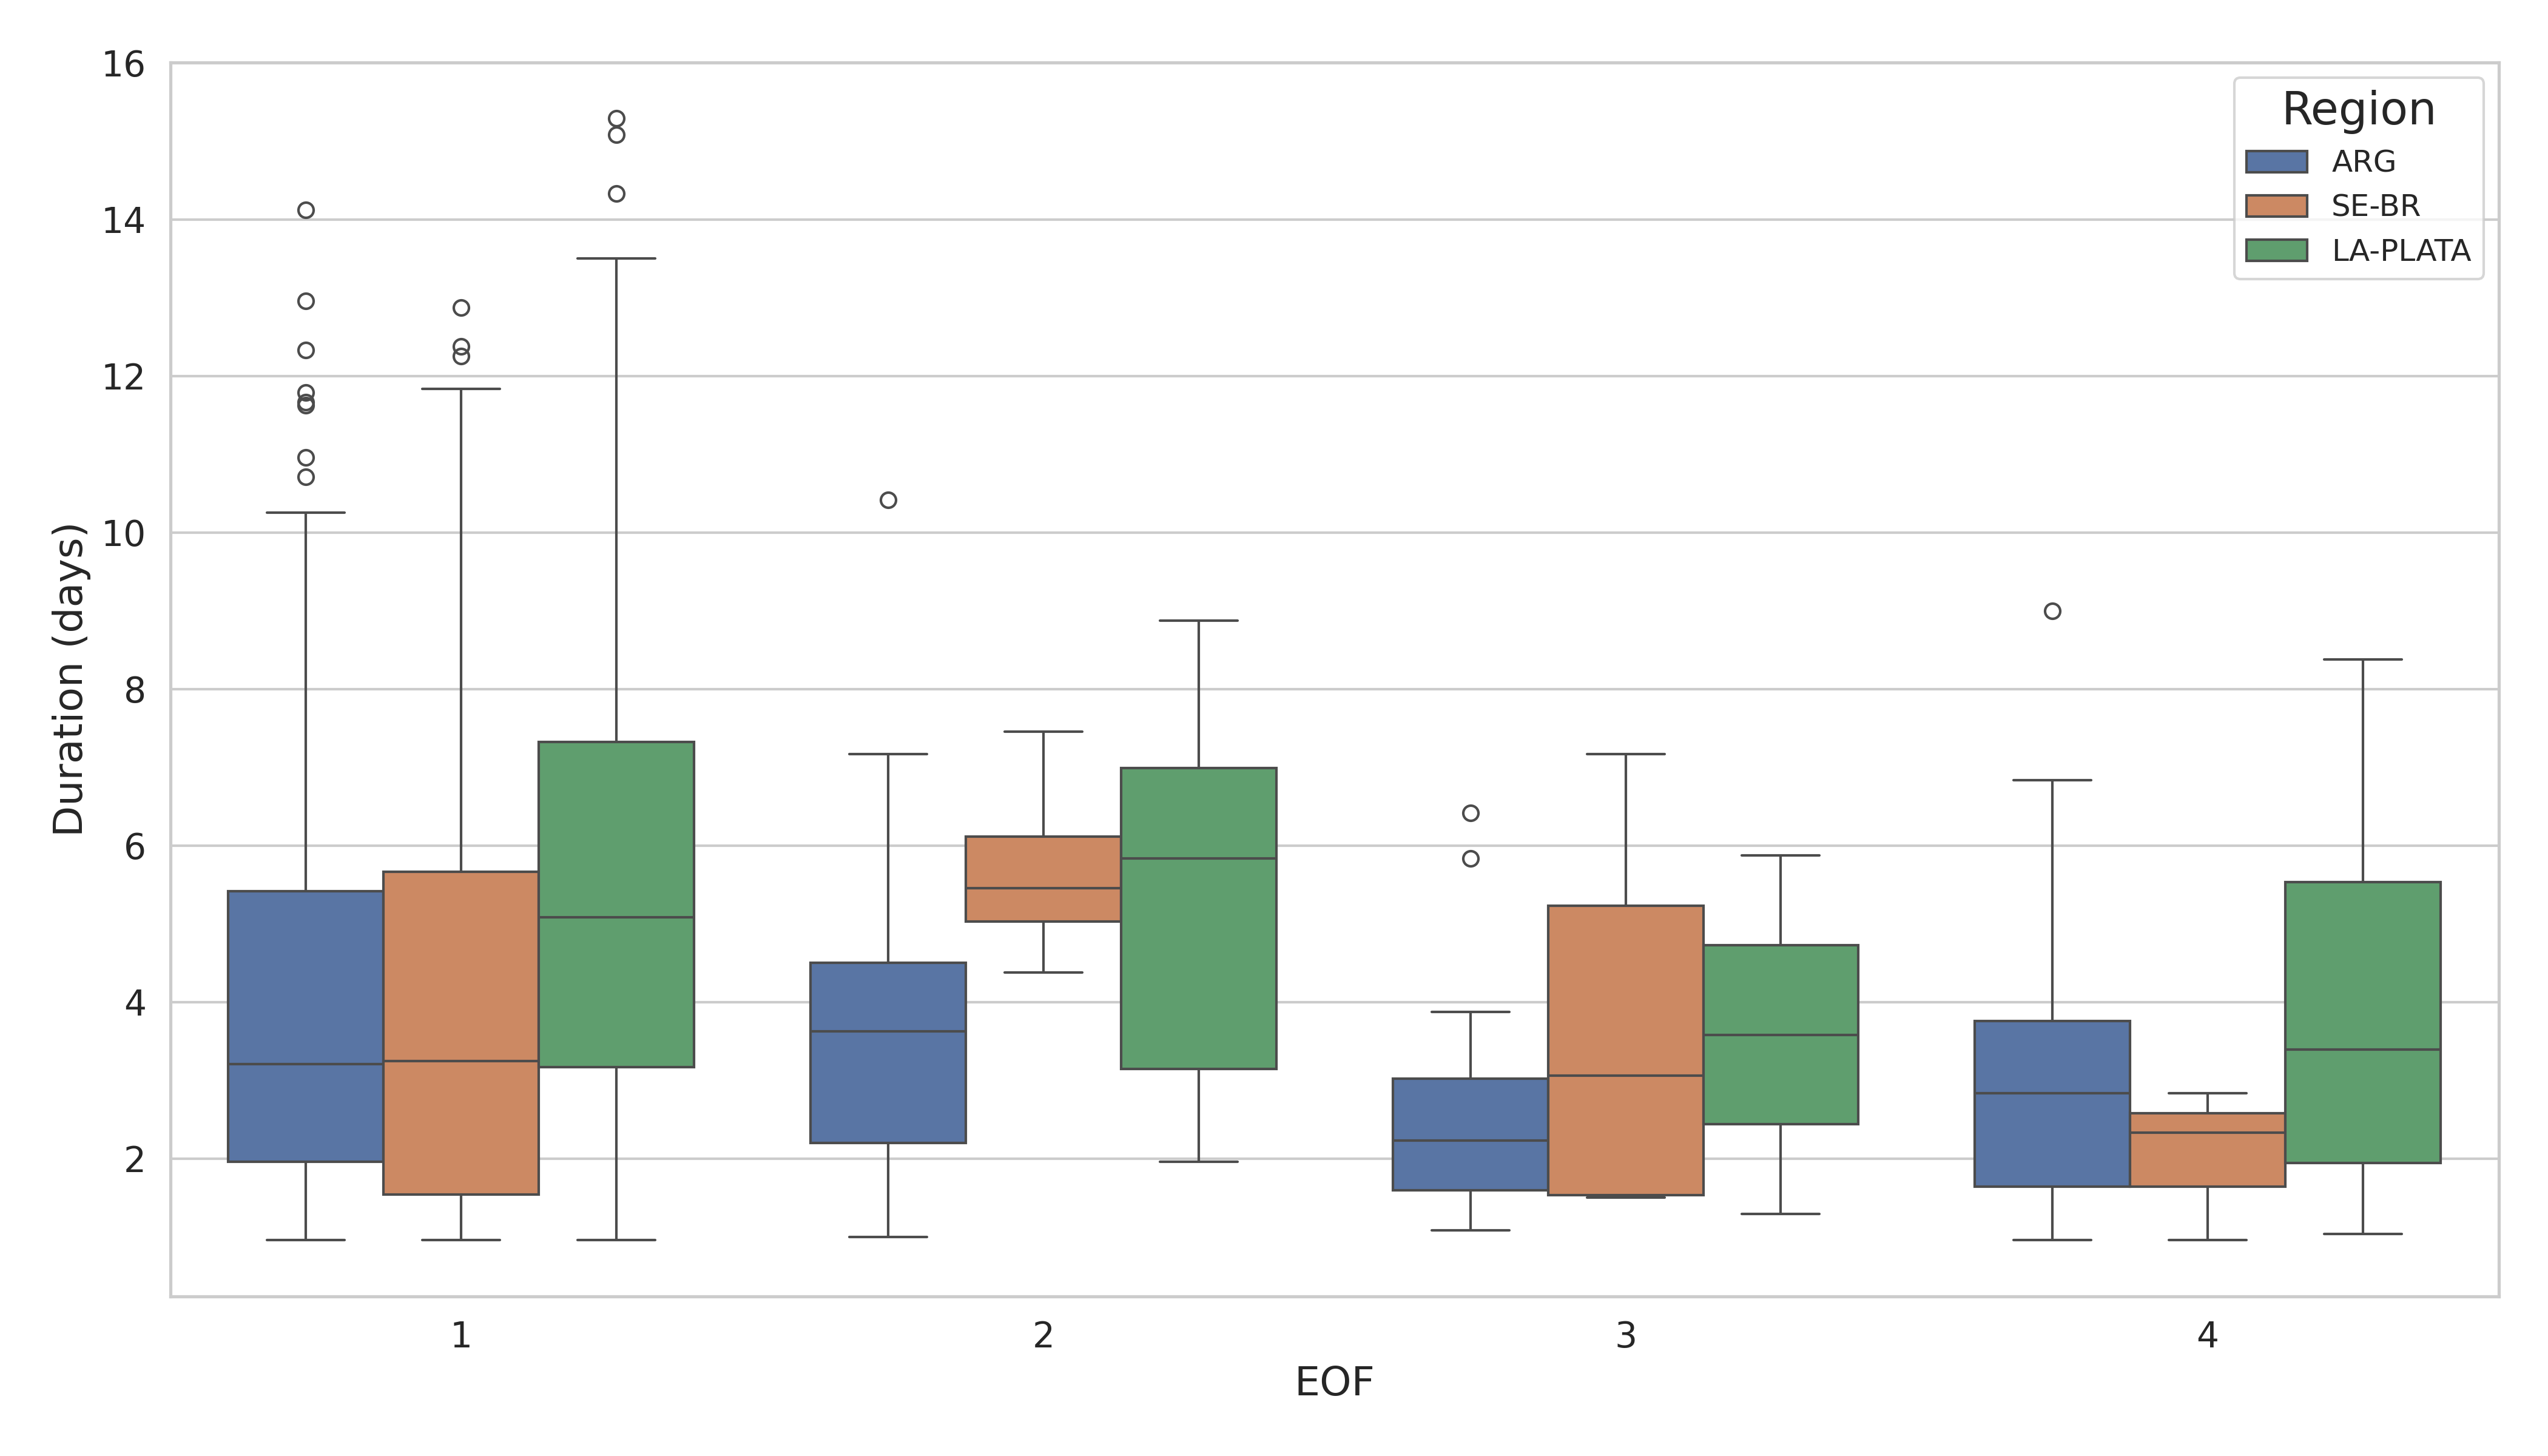 16
14
12
10
8
6
4
2
Duration (days)
Region
ARG
SE-BR
LA-PLATA
1 2 3 4
EOF